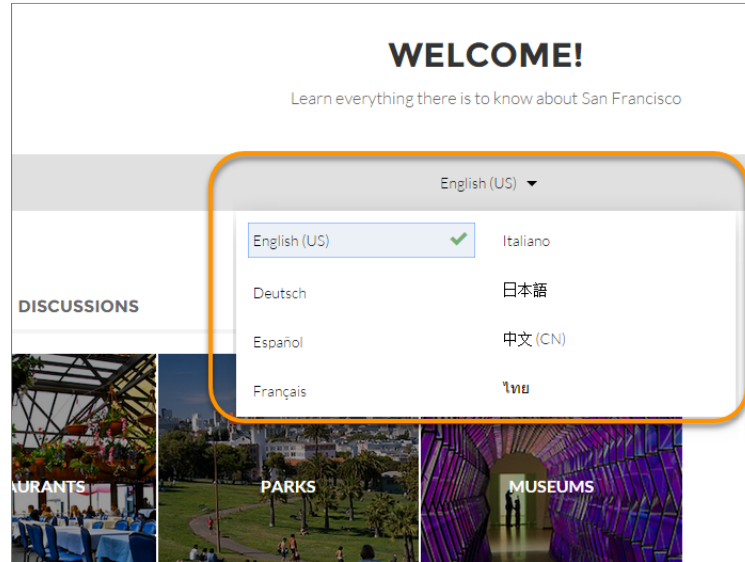 WELCOME!
Learn everything there is to know about San Francisco
English (US)
English (US)
Italiano
Deutsch
日本語
Español
中文 (CN)
Français
ไทย
DISCUSSIONS
AURANTS
PARKS
MUSEUMS